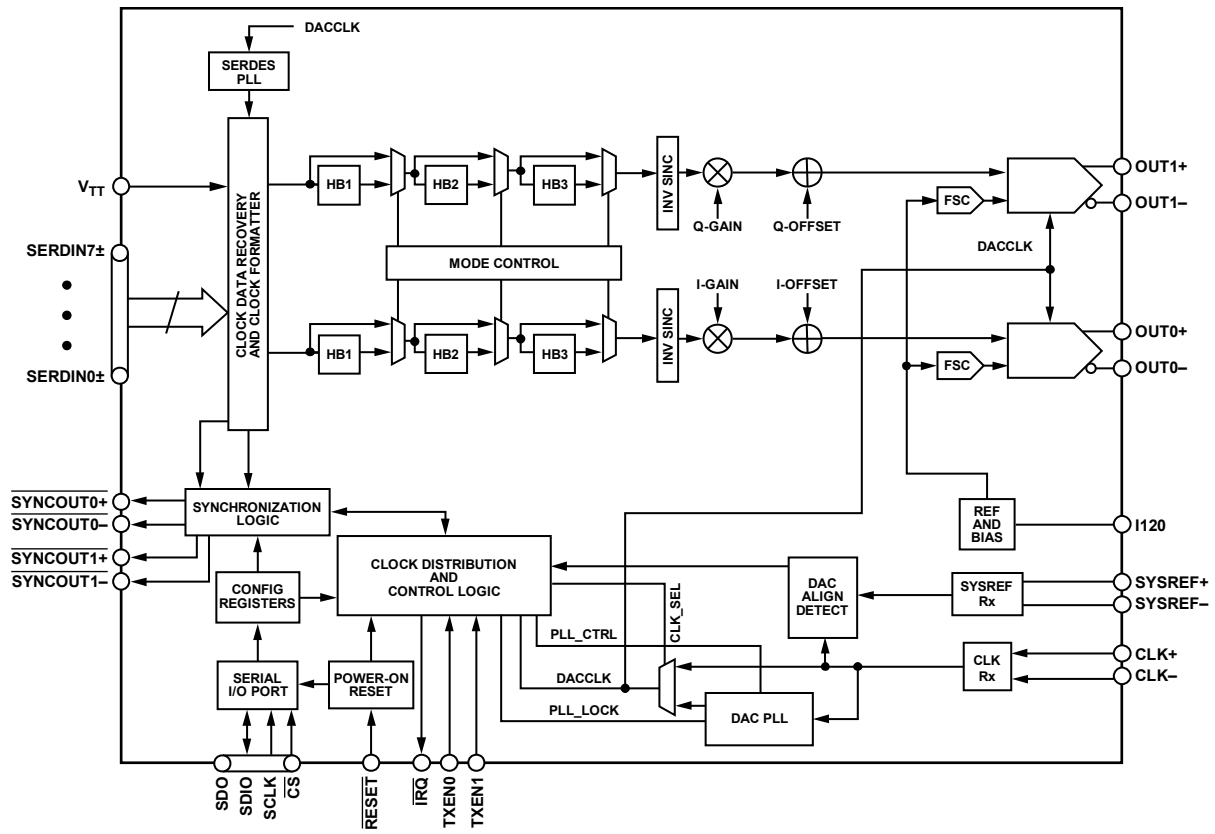 DACCLK
SERDES
PLL
CLOCK DATA RECOVERY
AND CLOCK FORMATTER
VTT
SERDIN7±
SERDIN0±
HB1
HB2
HB3
INV SINC
Q-GAIN
Q-OFFSET
FSC
OUT1+
OUT1–
DACCLK
MODE CONTROL
I-GAIN
I-OFFSET
HB1
HB2
HB3
INV SINC
FSC
OUT0+
OUT0–
SYNCOUT0+
SYNCOUT0–
SYNCOUT1+
SYNCOUT1–
SYNCHRONIZATION
LOGIC
CLOCK DISTRIBUTION
AND
CONTROL LOGIC
CONFIG
REGISTERS
REF
AND
BIAS
I120
DAC
ALIGN
DETECT
SYSREF
Rx
SYSREF+
SYSREF–
CLK_SEL
PLL_CTRL
CLK
Rx
CLK+
CLK–
SERIAL
I/O PORT
POWER-ON
RESET
DACCLK
PLL_LOCK
DAC PLL
SDO
SDIO
SCLK
CS
RESET
IRQ
TXEN0
TXEN1